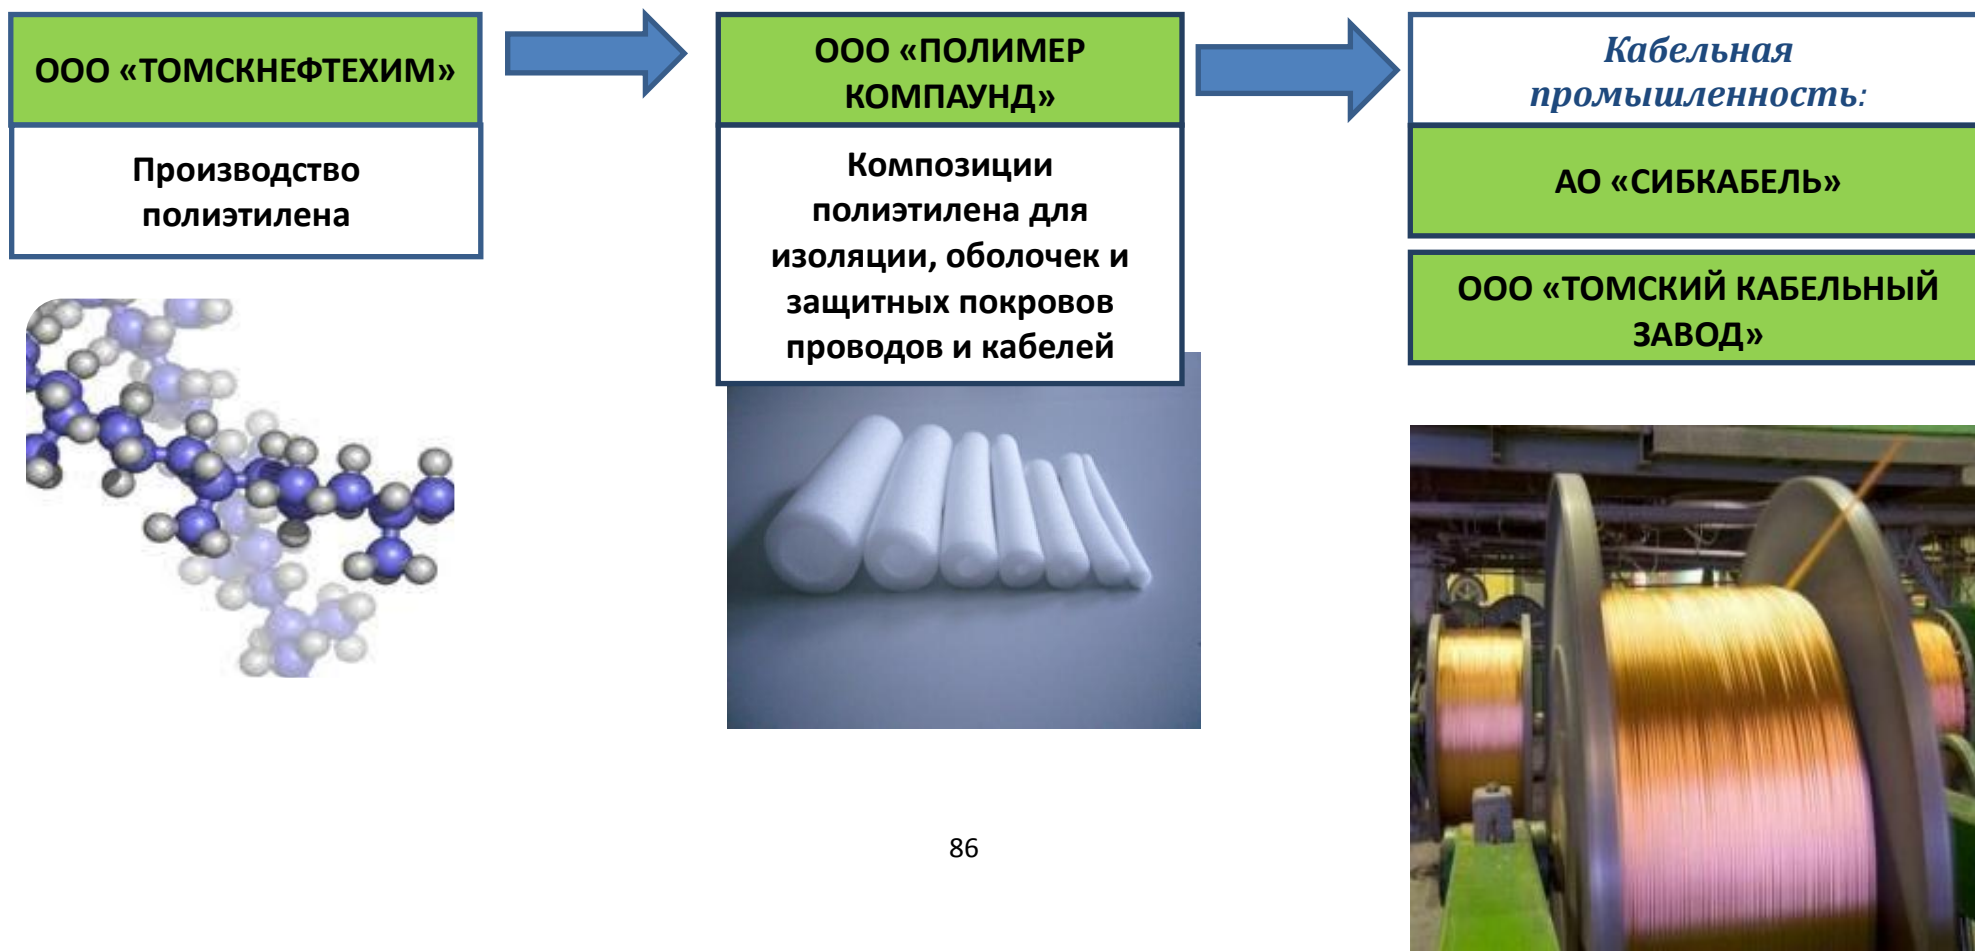 ООО «ТОМСКНЕФТЕХИМ»
Производство
полиэтилена
ООО «ПОЛИМЕР
КОМПАУНД»
Композиции
полиэтилена для
изоляции, оболочек и
защитных покровов
проводов и кабелей
Кабельная
промышленность:
АО «СИБКАБЕЛЬ»
ООО «ТОМСКИЙ КАБЕЛЬНЫЙ
ЗАВОД»
86